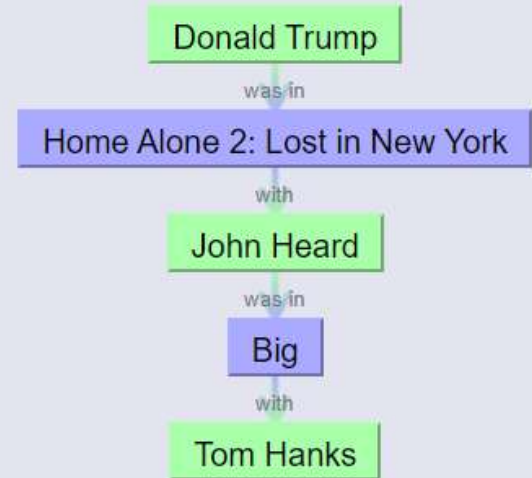 Donald Trump
was in
Home Alone 2: Lost in New York
with
John Heard
was in
Big
with
Tom Hanks